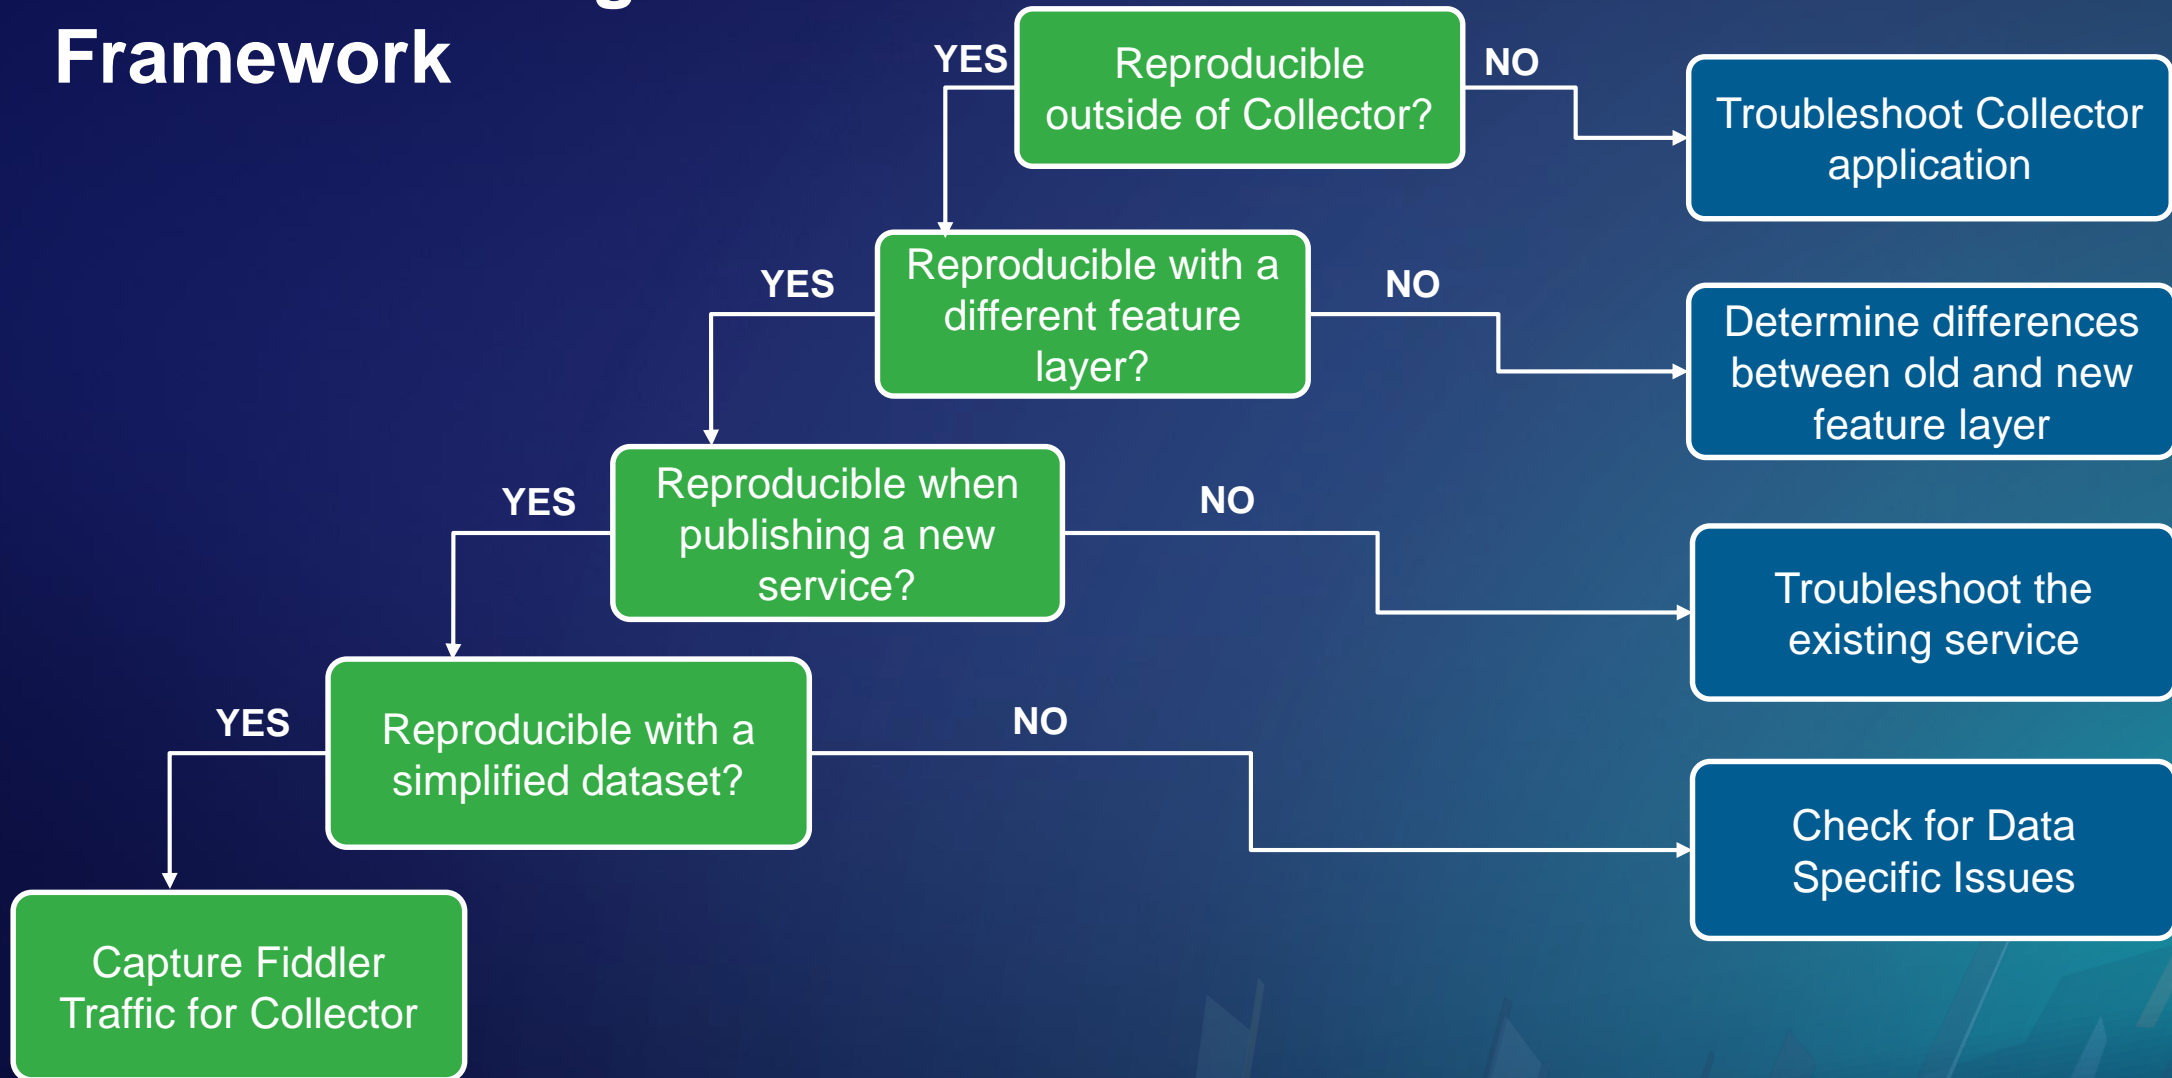 Framework
YES
Reproducible
outside of Collector?
NO
Troubleshoot Collector
application
YES
Reproducible with a
different feature
layer?
NO
Determine differences
between old and new
feature layer
YES
Reproducible when
publishing a new
service?
NO
Troubleshoot the
existing service
YES
Reproducible with a
simplified dataset?
NO
Check for Data
Specific Issues
Capture Fiddler
Traffic for Collector